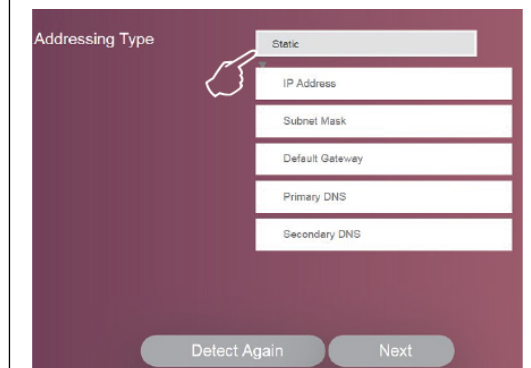 Addressing Type
Static
IP Address
Subnet Mask
Default Gateway
Primary DNS
Secondary DNS
Detect Again
Next